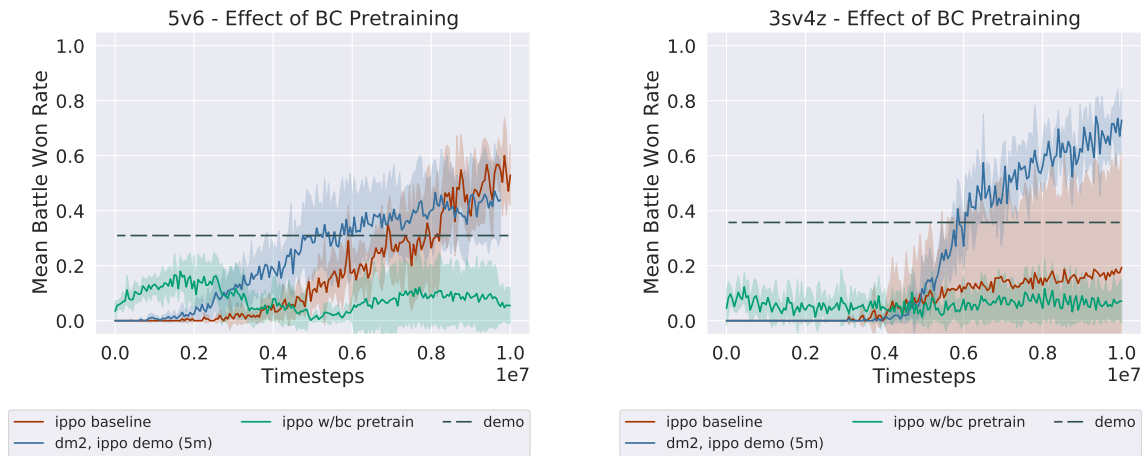 5v6 - Effect of BC Pretraining
Mean Battle Won Rate
1.0
0.8
0.6
0.4
0.2
0.0
0.0 0.2 0.4 0.6 0.8 1.0
1e7
Timesteps
ippo baseline ippo w/bc pretrain demo
dm2, ippo demo (5m)
3sv4z - Effect of BC Pretraining
Mean Battle Won Rate
1.0
0.8
0.6
0.4
0.2
0.0
0.0 0.2 0.4 0.6 0.8 1.0
1e7
Timesteps
ippo baseline ippo w/bc pretrain demo
dm2, ippo demo (5m)